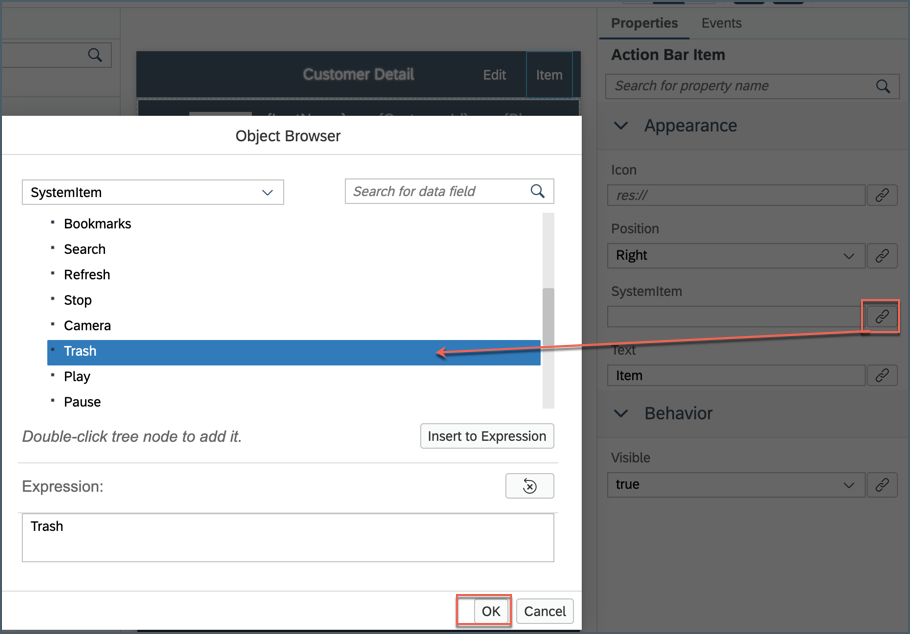 Properties Events
Action Bar Item
Search for property name
Customer Detail Edit Item
Appearance
Icon
res://
Position
Right
SystemItem
Text
Item
Behavior
Visible
true
Object Browser
SystemItem
Search for data field
Bookmarks
Search
Refresh
Stop
Camera
Trash
Play
Pause
Double-click tree node to add it.
Insert to Expression
Expression:
Trash
OK Cancel